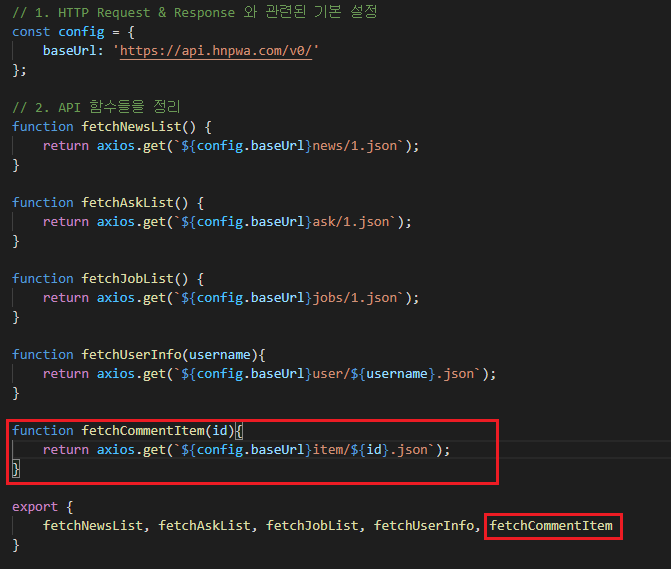 // 1. HTTP Request & Response 와 관련된 기본 설정
const config = {
    baseUrl: 'https://api.hnpwa.com/v0/'
};
// 2. API 함수들을 정리
function fetchNewsList() {
    return axios.get(`${config.baseUrl}news/1.json`);
}
function fetchAskList() {
    return axios.get(`${config.baseUrl}ask/1.json`);
}
function fetchJobList() {
    return axios.get(`${config.baseUrl}jobs/1.json`);
}
function fetchUserInfo(username){
    return axios.get(`${config.baseUrl}user/${username}.json`);
}
function fetchCommentItem(id){
    return axios.get(`${config.baseUrl}item/${id}.json`);
}
export {
    fetchNewsList, fetchAskList, fetchJobList, fetchUserInfo, fetchCommentItem
}